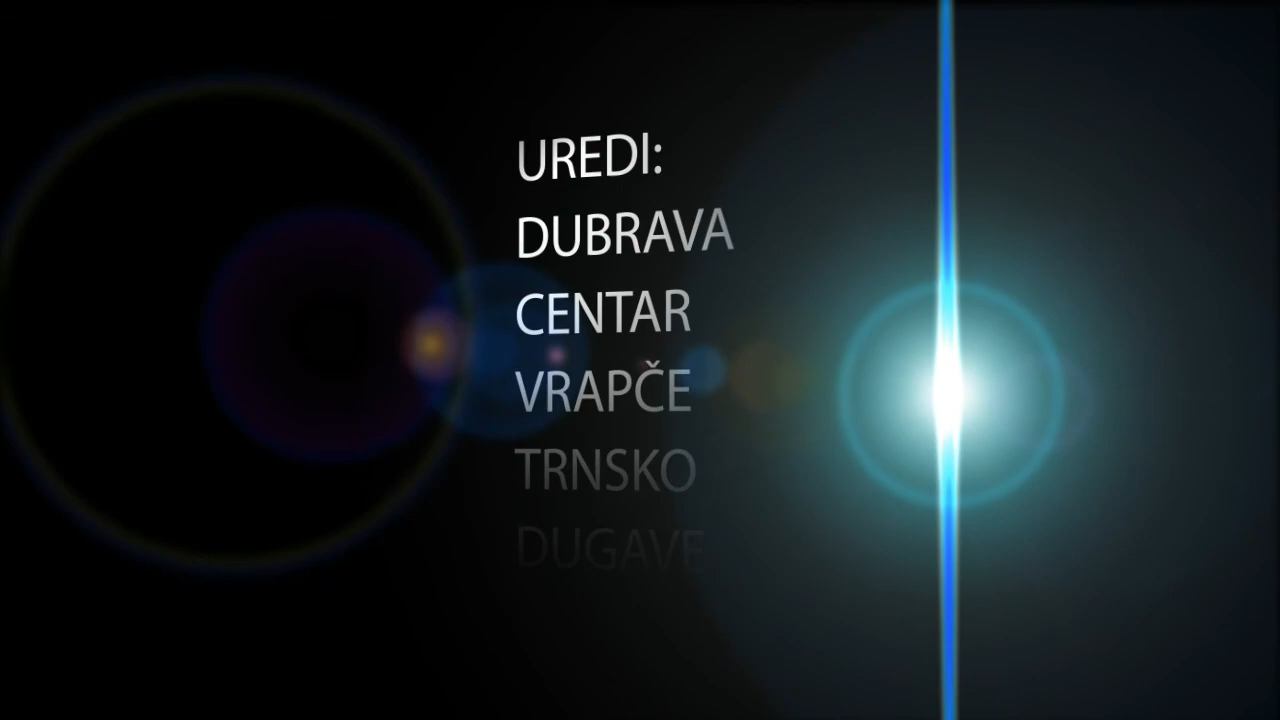 UREDI:
DUBRAVA
CENTAR
VRAPČE
TRNSKO
DUGAVE